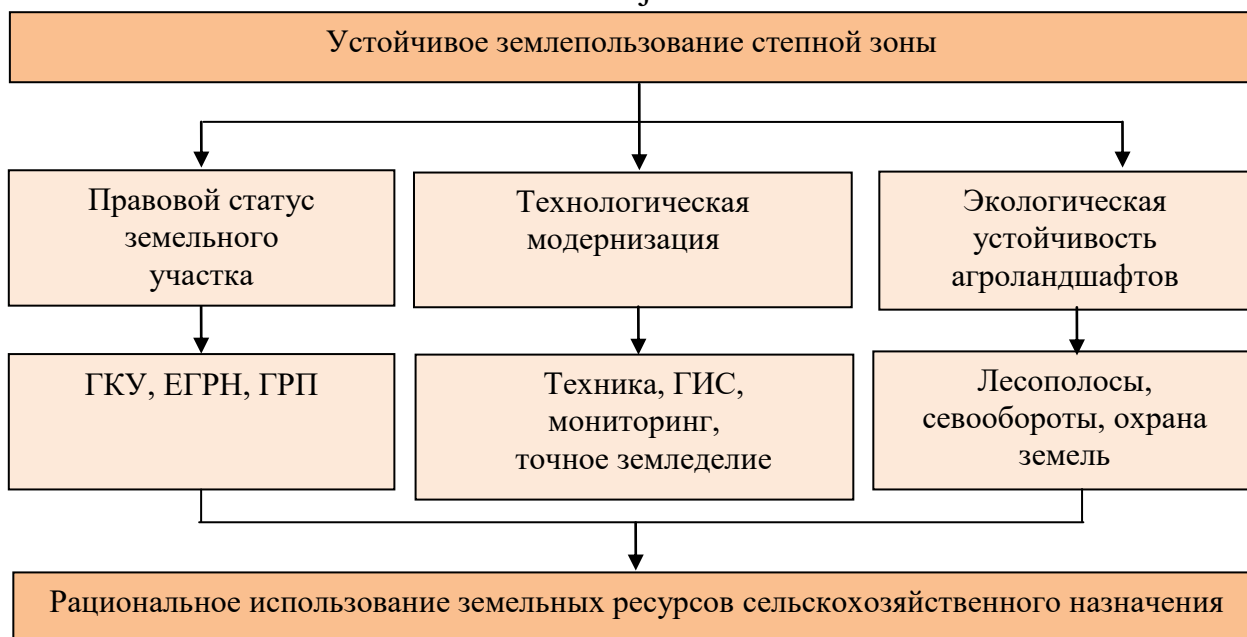 Устойчивое землепользование степной зоны
Правовой статус
земельного
участка
Технологическая
модернизация
Экологическая
устойчивость
агроландшафтов
ГКУ, ЕГРН, ГРП
Техника, ГИС,
мониторинг,
точное земледелие
Лесополосы,
севообороты, охрана
земель
Рациональное использование земельных ресурсов сельскохозяйственного назначения